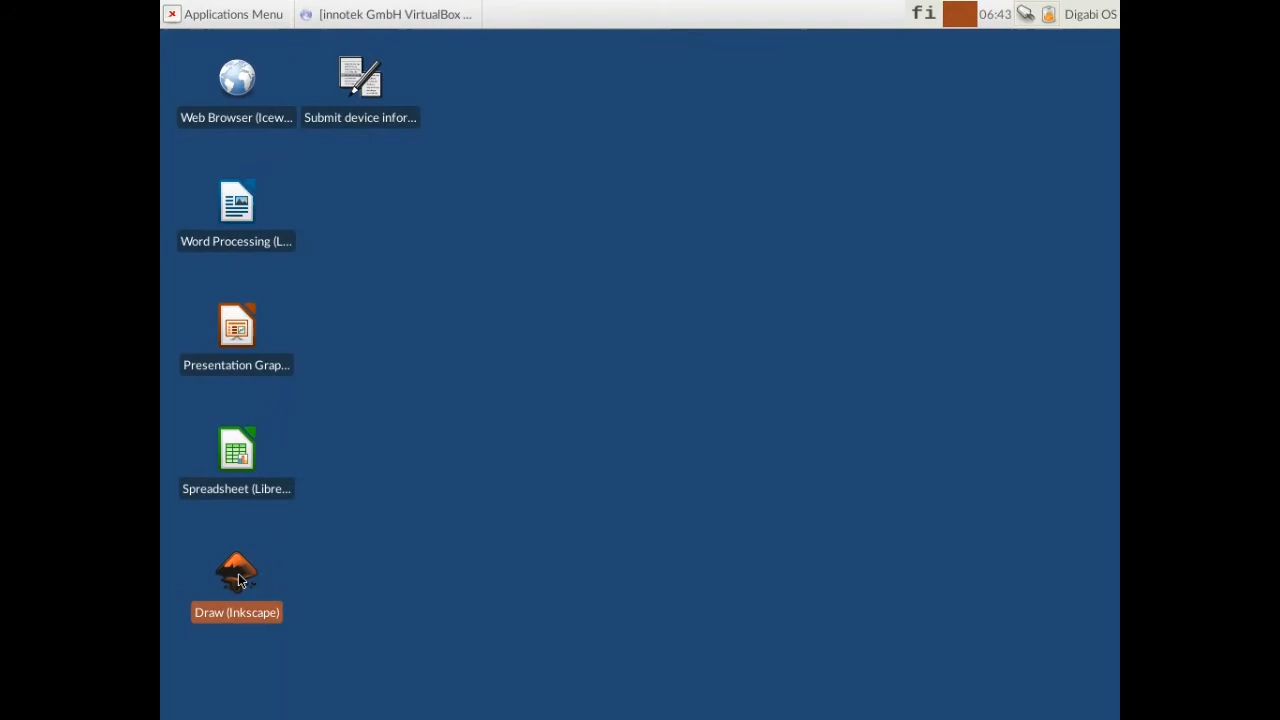 Applications Menu
[innotek GmbH VirtualBox ...
fi
06:43
Digabi OS
Web Browser (Icew...
Submit device infor...
Word Processing (L...
Presentation Grap...
Spreadsheet (Libre...
Draw (Inkscape)